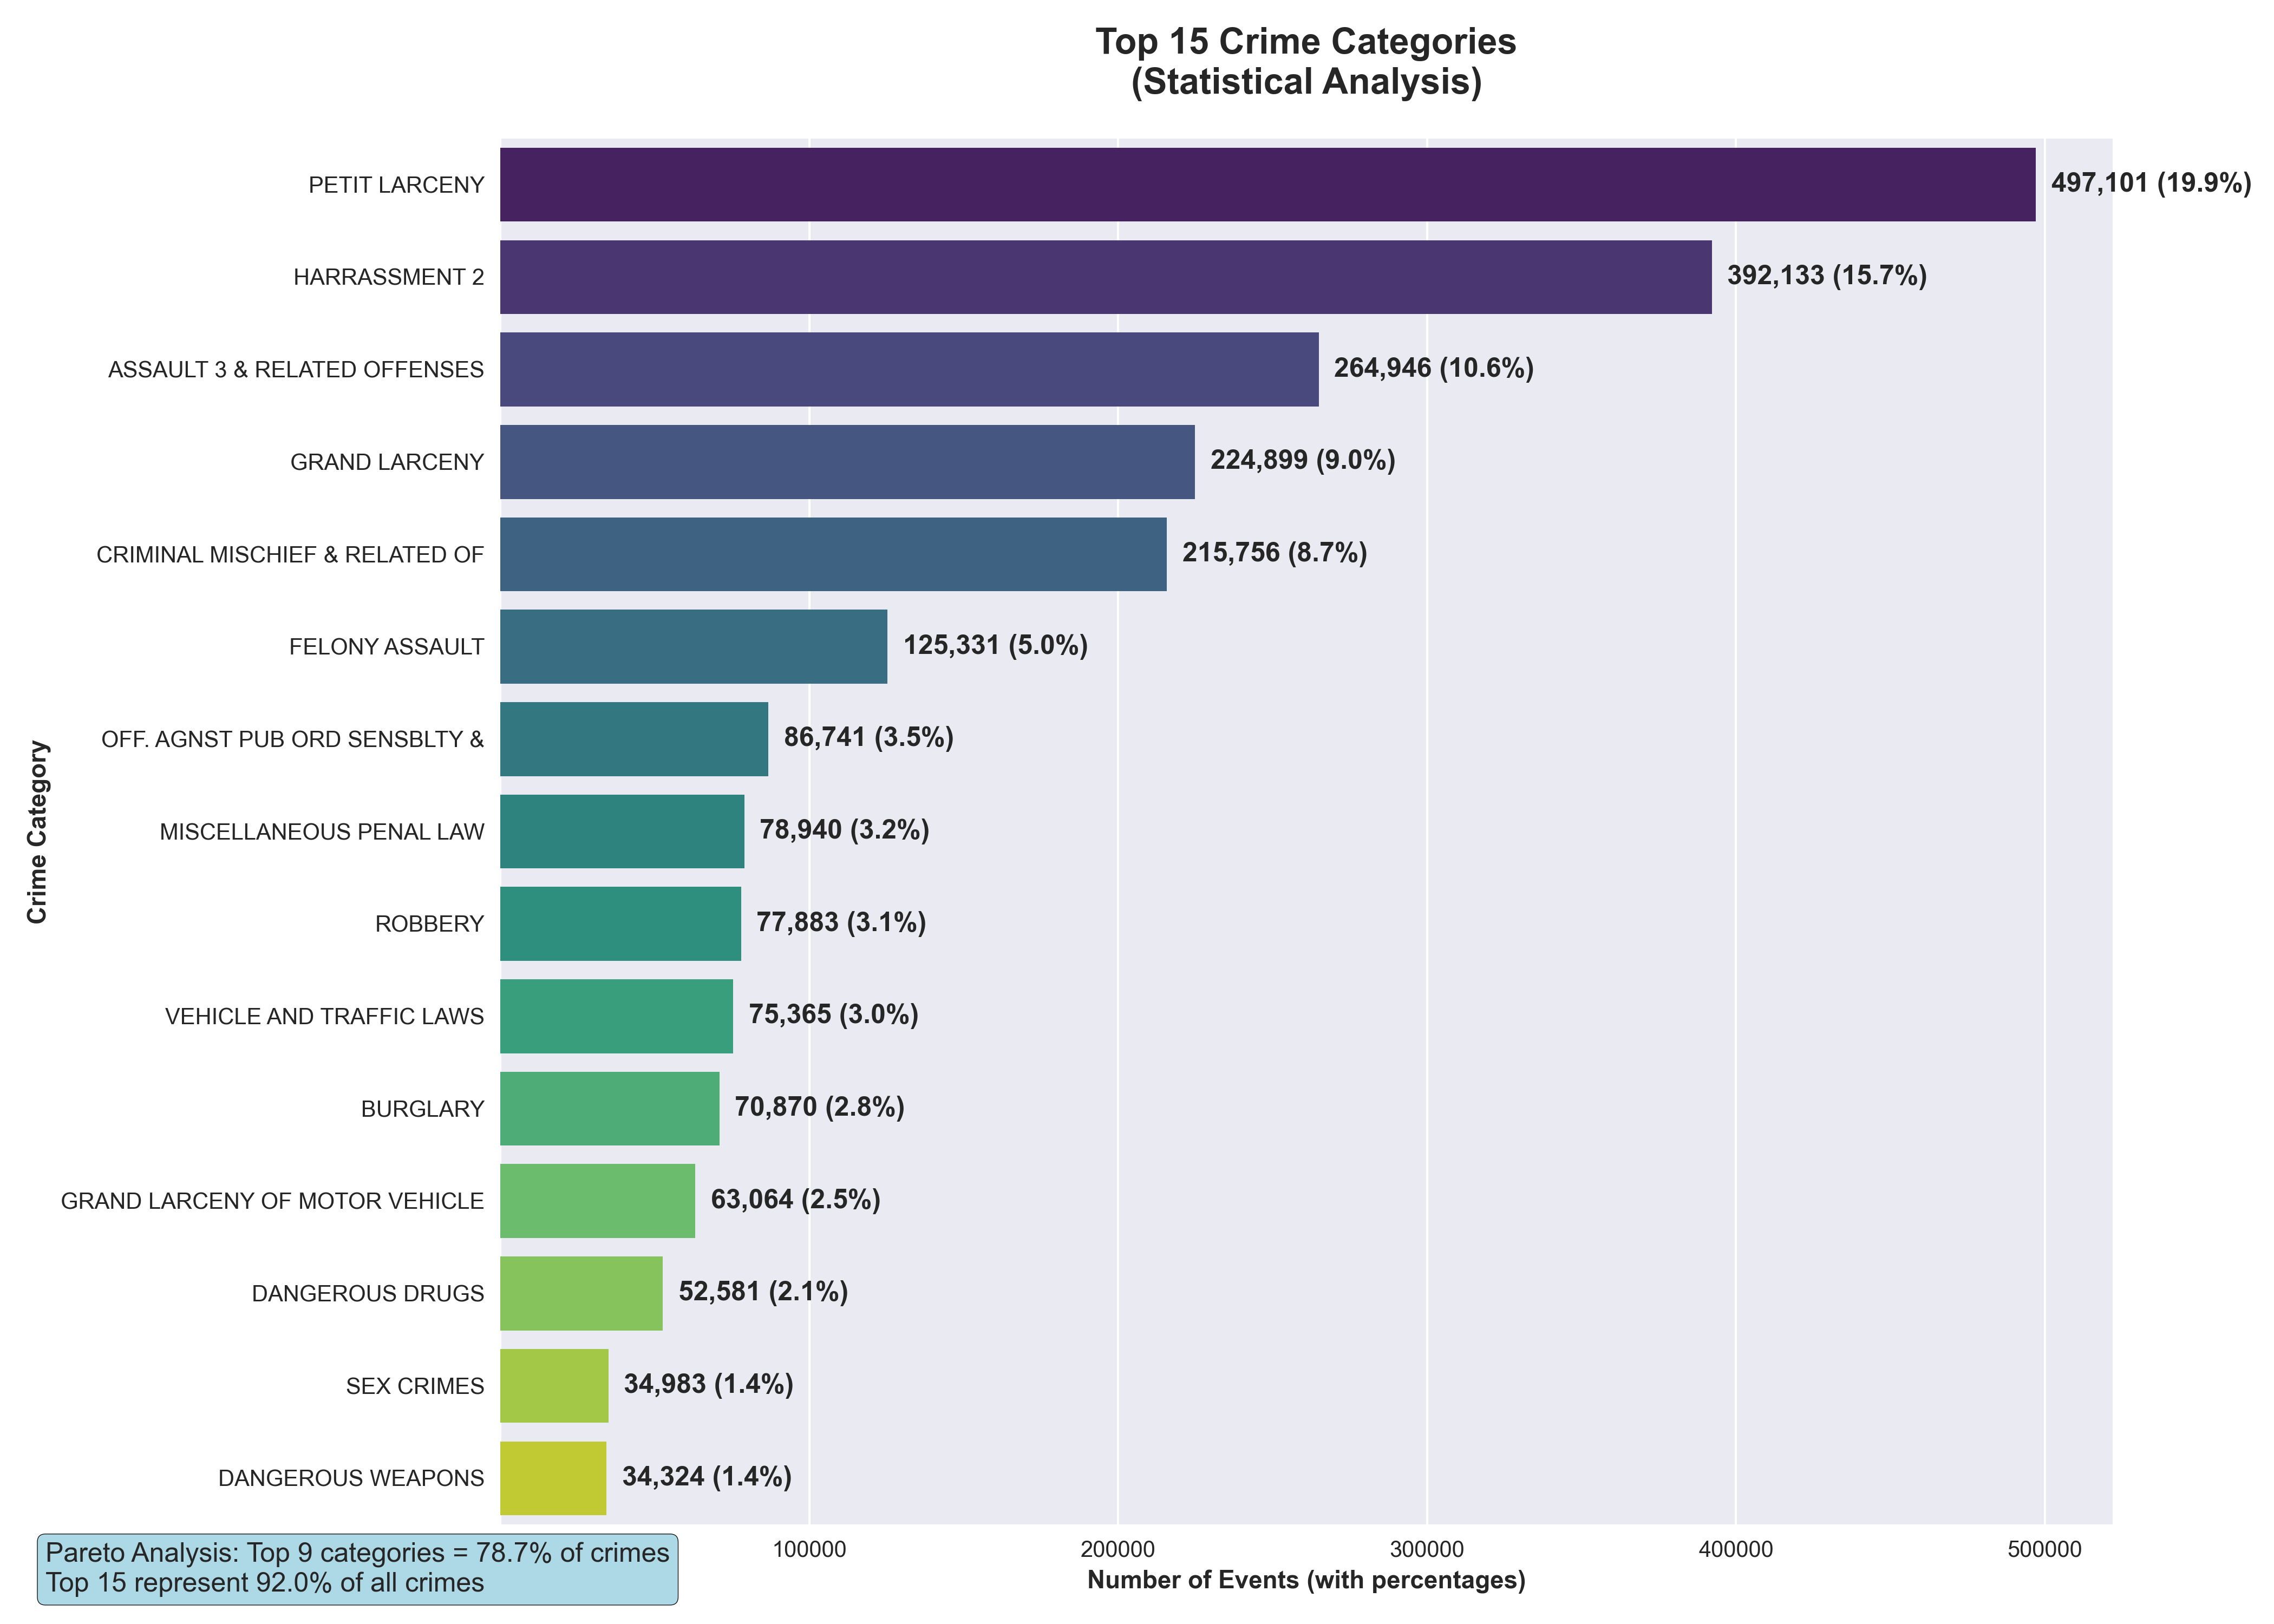 Top 15 Crime Categories
(Statistical Analysis)
Crime Category
PETIT LARCENY 497,101 (19.9%)
HARRASSMENT 2 392,133 (15.7%)
ASSAULT 3 & RELATED OFFENSES 264,946 (10.6%)
GRAND LARCENY 224,899 (9.0%)
CRIMINAL MISCHIEF & RELATED OF 215,756 (8.7%)
FELONY ASSAULT 125,331 (5.0%)
OFF. AGNST PUB ORD SENSBLTY & 86,741 (3.5%)
MISCELLANEOUS PENAL LAW 78,940 (3.2%)
ROBBERY 77,883 (3.1%)
VEHICLE AND TRAFFIC LAWS 75,365 (3.0%)
BURGLARY 70,870 (2.8%)
GRAND LARCENY OF MOTOR VEHICLE 63,064 (2.5%)
DANGEROUS DRUGS 52,581 (2.1%)
SEX CRIMES 34,983 (1.4%)
DANGEROUS WEAPONS 34,324 (1.4%)
100000 200000 300000 400000 500000
Number of Events (with percentages)
Pareto Analysis: Top 9 categories = 78.7% of crimes
Top 15 represent 92.0% of all crimes